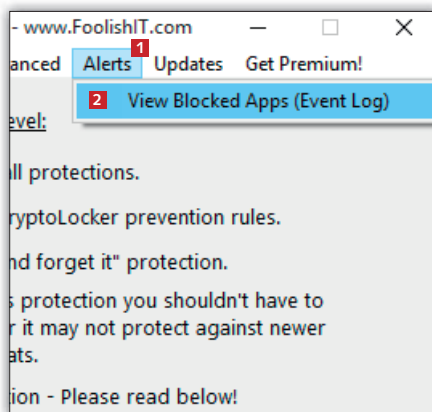 - www.FoolishIT.com
anced Alerts 1 Updates Get Premium!
2 View Blocked Apps (Event Log)
evel:
ll protections.
ryptoLocker prevention rules.
nd forget it" protection.
s protection you shouldn't have to
r it may not protect against newer
ats.
tion - Please read below!